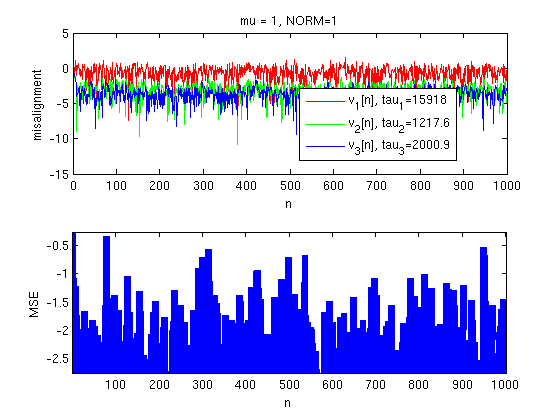 mu = 1, NORM=1
5
0
-5
-10
-15
misalignment
v1[n], tau1=15918
v2[n], tau2=1217.6
v3[n], tau3=2000.9
0 100 200 300 400 500 600 700 800 900 1000
n
-0.5
-1
-1.5
-2
-2.5
MSE
100 200 300 400 500 600 700 800 900 1000
n